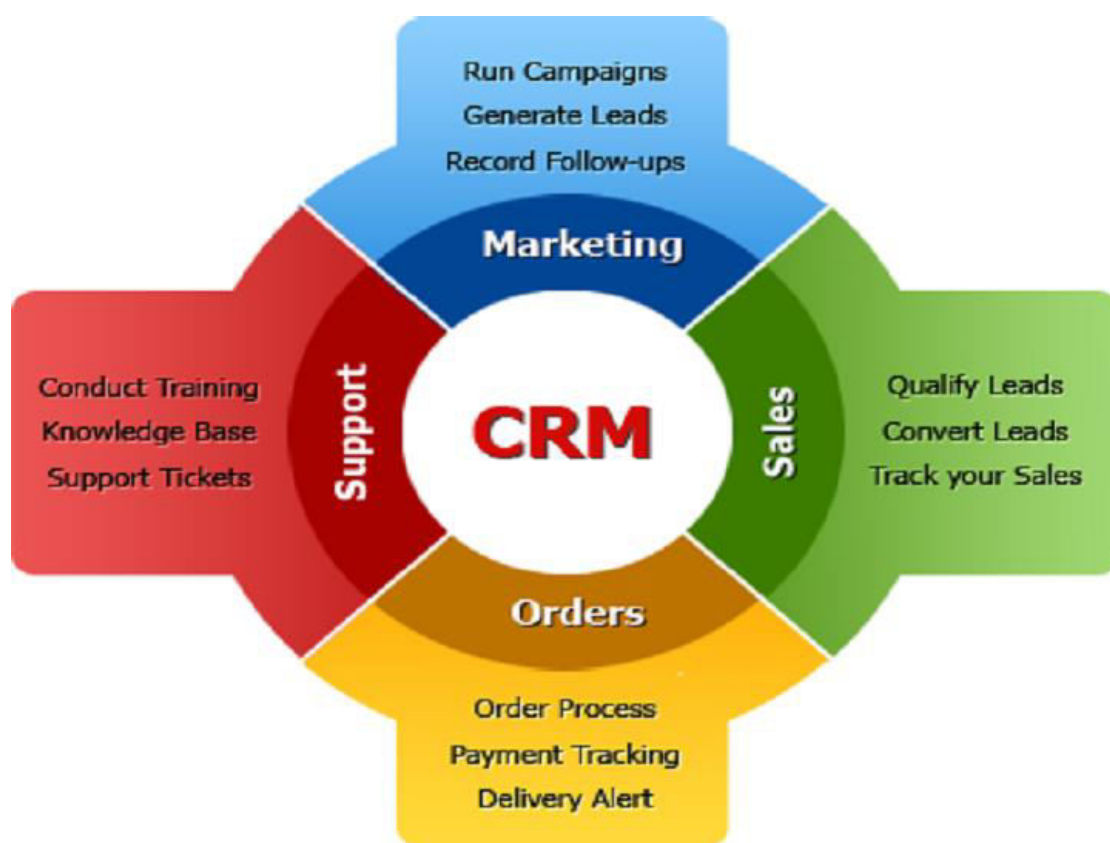 Run Campaigns
Generate Leads
Record Follow-ups
Marketing
Conduct Training
Knowledge Base
Support Tickets
Support
CRM
Sales
Qualify Leads
Convert Leads
Track your Sales
Orders
Order Process
Payment Tracking
Delivery Alert